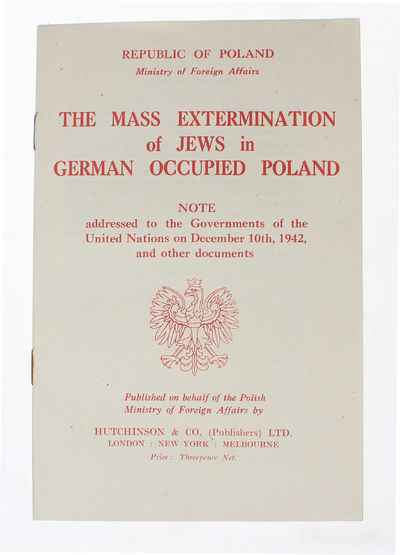 REPUBLIC OF POLAND
Ministry of Foreign Affairs
THE MASS EXTERMINATION
of JEWS in
GERMAN OCCUPIED POLAND
NOTE
addressed to the Governments of the
United Nations on December 10th, 1942,
and other documents
Published on behalf of the Polish
Ministry of Foreign Affairs by
HUTCHINSON & CO. (Publishers) LTD.
LONDON : NEW YORK : MELBOURNE
Price: Threepence Net.